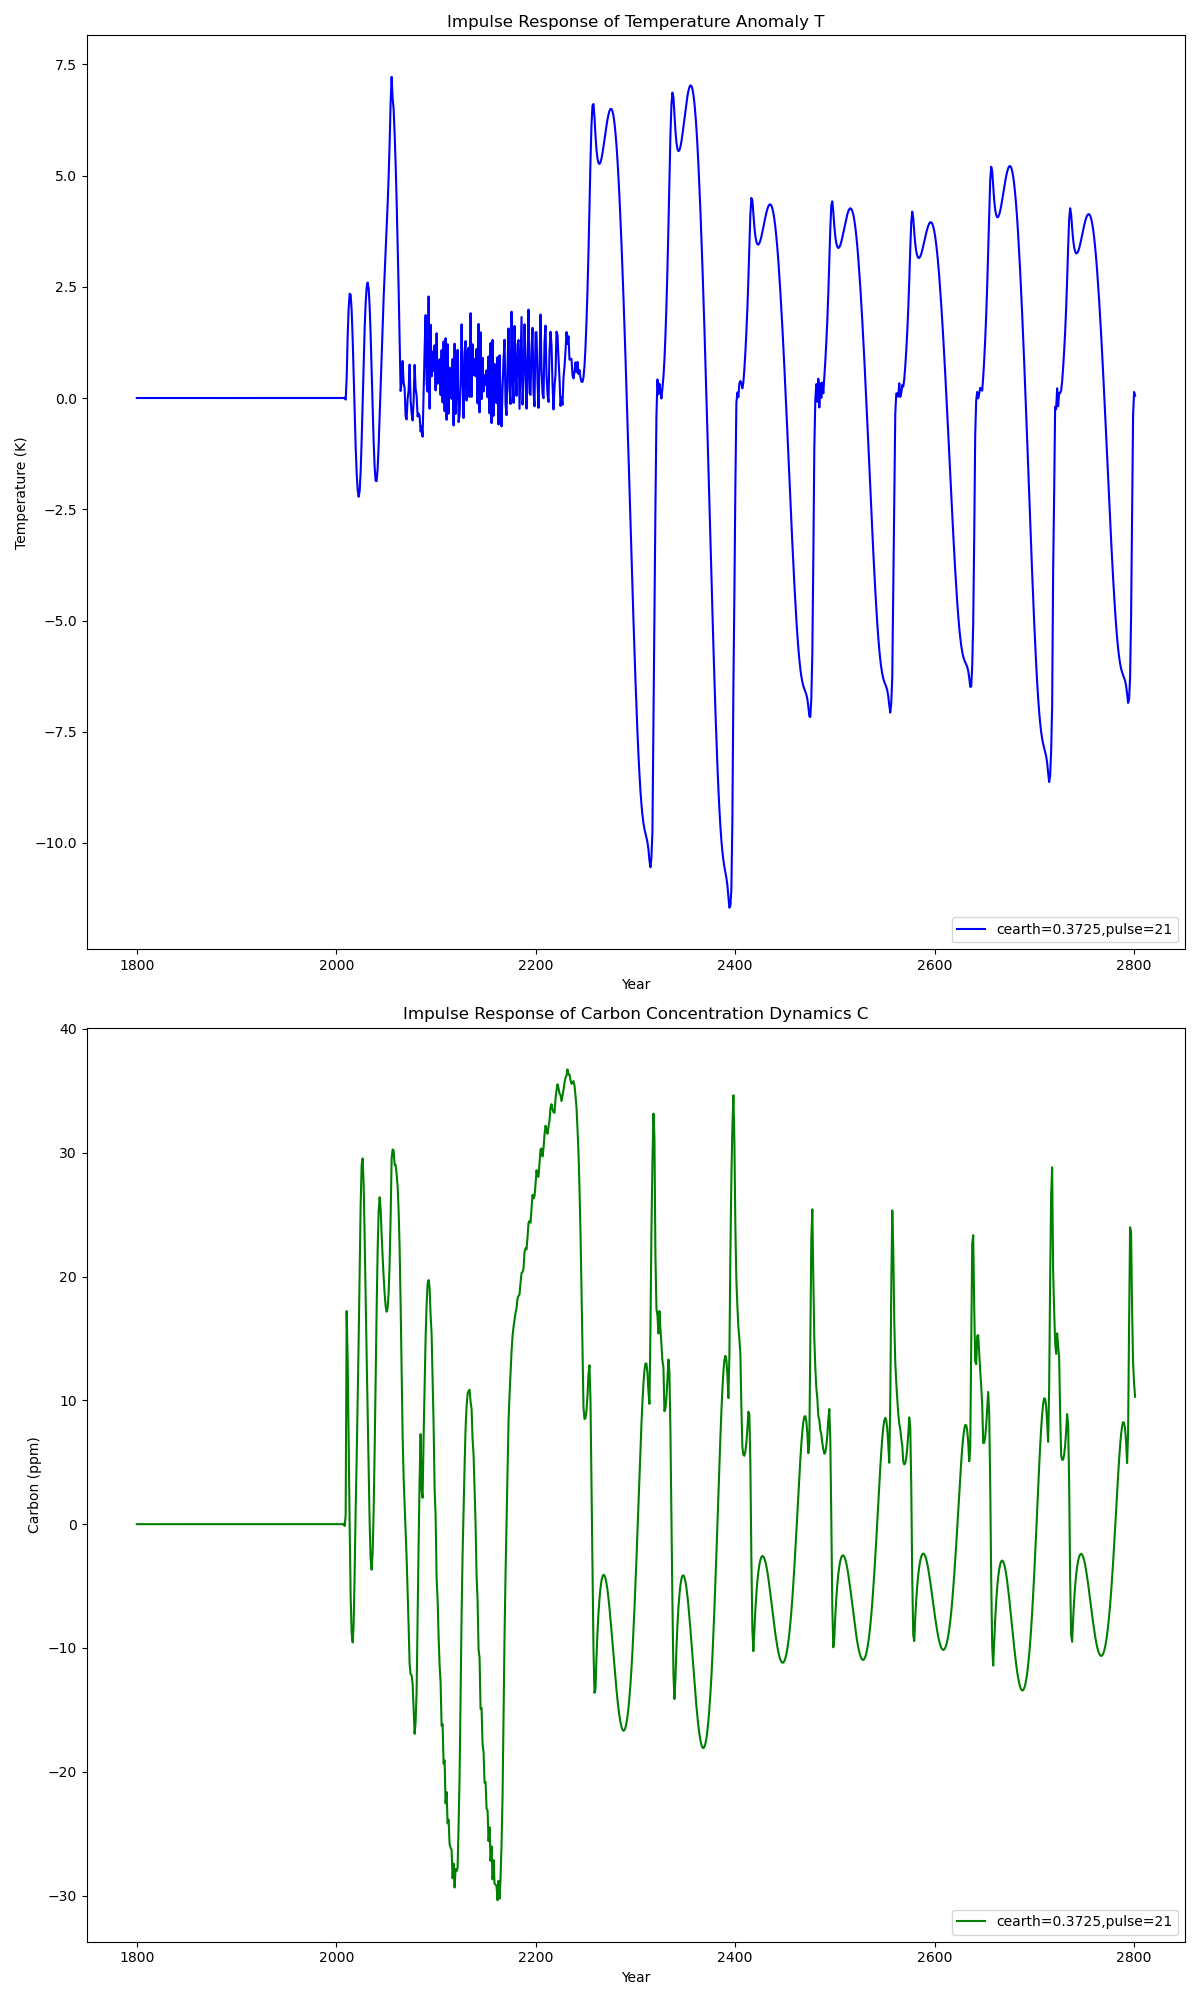 Impulse Response of Temperature Anomaly T
Temperature (K)
7.5
5.0
2.5
0.0
−2.5
−5.0
−7.5
−10.0
cearth=0.3725,pulse=21
1800 2000 2200 2400 2600 2800
Year
Impulse Response of Carbon Concentration Dynamics C
Carbon (ppm)
40
30
20
10
0
−10
−20
−30
cearth=0.3725,pulse=21
1800 2000 2200 2400 2600 2800
Year